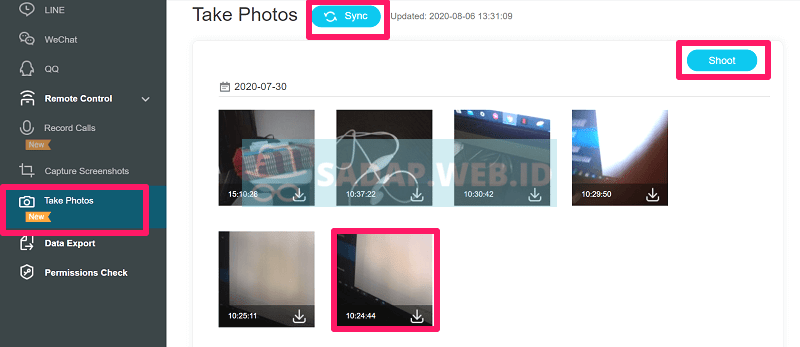 LINE
WeChat
QQ
Remote Control
Record Calls
New
Capture Screenshots
Take Photos
New
Data Export
Permissions Check
Take Photos
Sync
Updated: 2020-08-06 13:31:09
Shoot
2020-07-30
SADAP.WEB.ID
15:10:28
10:37:22
10:30:42
10:29:50
10:25:11
10:24:44